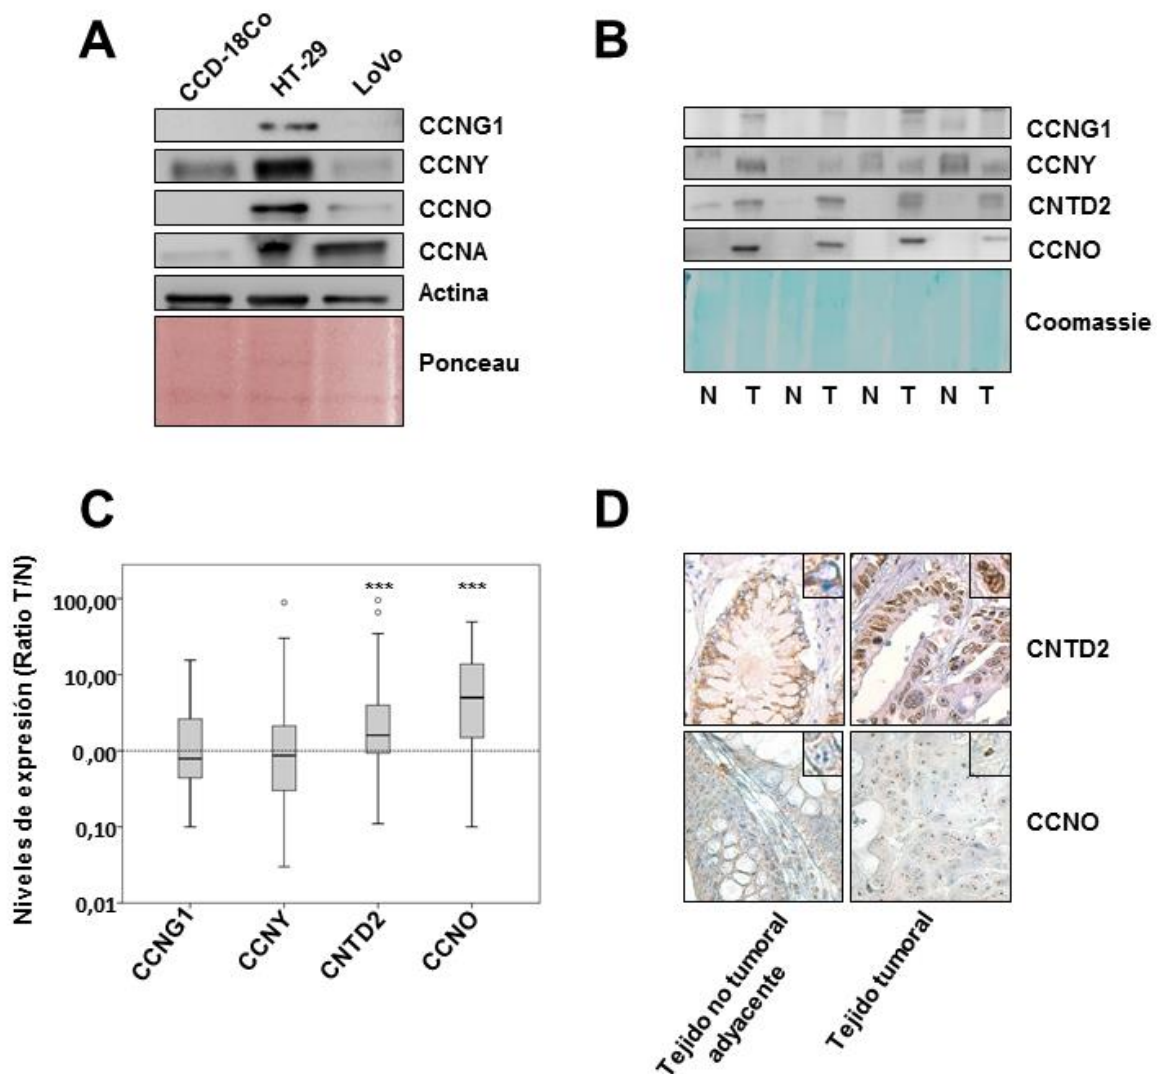 A
CCD-18Co
HT-29
LoVo
CCNG1
CCNY
CCNO
CCNA
Actina
Ponceau
B
CCNG1
CCNY
CNTD2
CCNO
Coomassie
N T N T N T N T
C
Niveles de expresión (Ratio T/N)
100,00
10,00
0,00
0,10
0,01
*** ***
CCNG1
CCNY
CNTD2
CCNO
D
CNTD2
CCNO
Tejido no tumoral
adyacente
Tejido tumoral